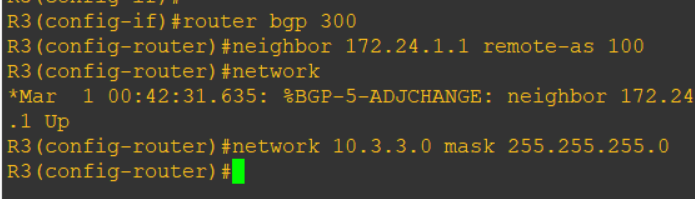 R3(config-if)#router bgp 300
R3(config-router)#neighbor 172.24.1.1 remote-as 100
R3(config-router)#network
*Mar  1 00:42:31.635: %BGP-5-ADJCHANGE: neighbor 172.24
.1 Up
R3(config-router)#network 10.3.3.0 mask 255.255.255.0
R3(config-router)#